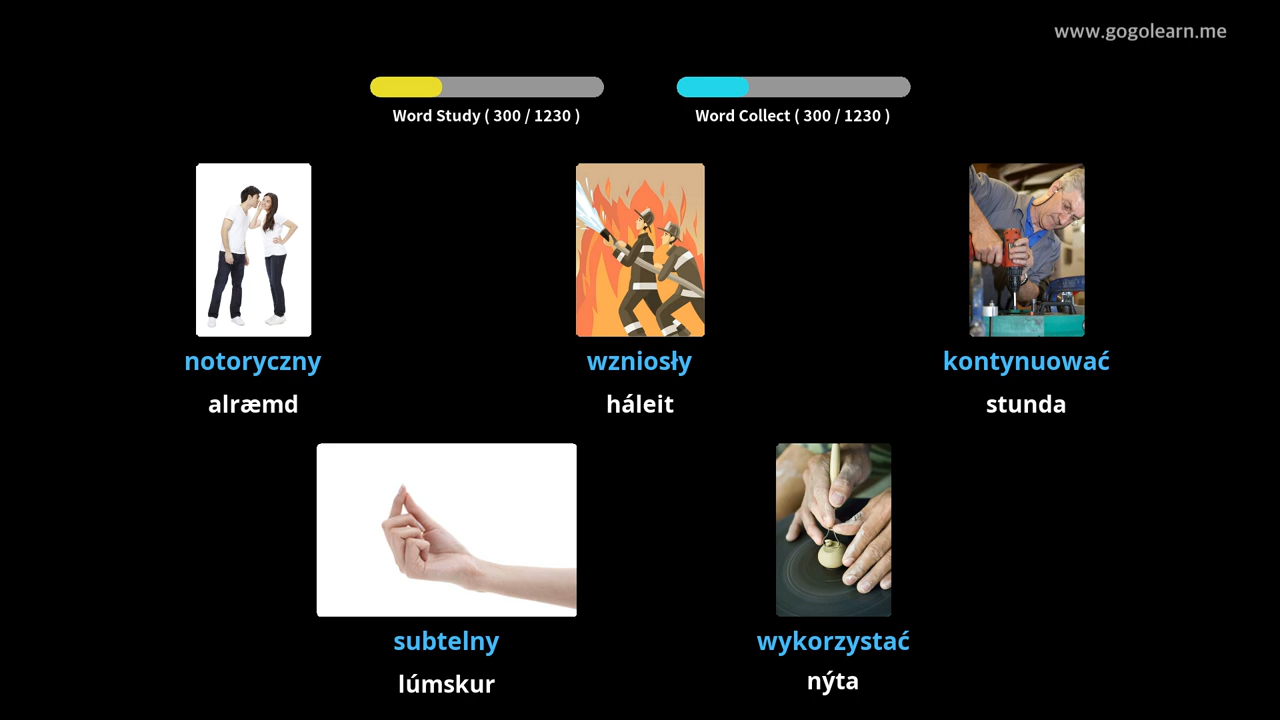 www.gogolearn.me
Word Study ( 300 / 1230 )
Word Collect ( 300 / 1230 )
notoryczny
alræmd
wzniosły
háleit
kontynuować
stunda
subtelny
lúmskur
wykorzystać
nýta